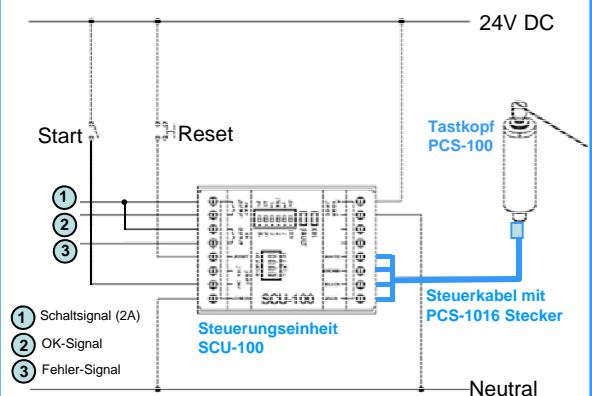 24V DC
Start
Reset
Tastkopf
PCS-100
1
2
3
SCU-100
1 Schaltsignal (2A)
2 OK-Signal
3 Fehler-Signal
Steuerungseinheit
SCU-100
Steuerkabel mit
PCS-1016 Stecker
Neutral